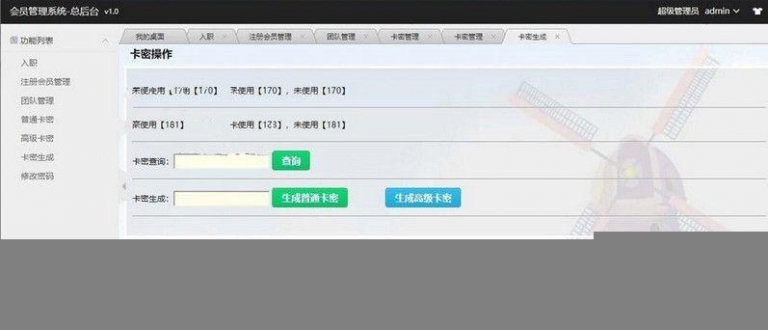 会员管理系统-总后台 v1.0
超级管理员 admin
功能列表
我的桌面 入职 注册会员管理 团队管理 卡密管理 卡密管理 卡密生成
入职
注册会员管理
团队管理
普通卡密
高级卡密
卡密生成
修改密码
卡密操作
【170】 使用【170】，未使用【170】
使用【181】 卡使用【123】，未使用【181】
卡密查询： 查询
卡密生成： 生成普通卡密 生成高级卡密